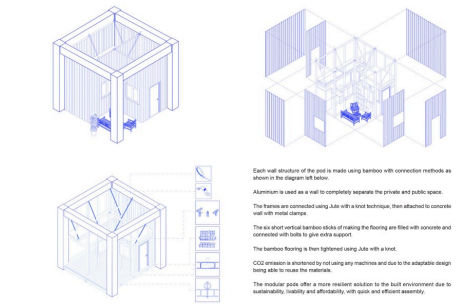 Each wall structure of the pod is made using bamboo with connection methods as
shown in the diagram left below.
Aluminium is used as a wall to completely separate the private and public space.
The frames are connected using Jute with a knot technique, then attached to concrete
wall with metal clamps.
The six short vertical bamboo sticks of making the flooring are filled with concrete and
connected with bolts to give extra support.
The bamboo flooring is then tightened using Jute with a knot.
CO2 emission is shortened by not using any machines and due to the adaptable design
being able to reuse the materials.
The modular pods offer a more resilient solution to the built environment due to
sustainability, livability and affordability, with quick and efficient assembly.